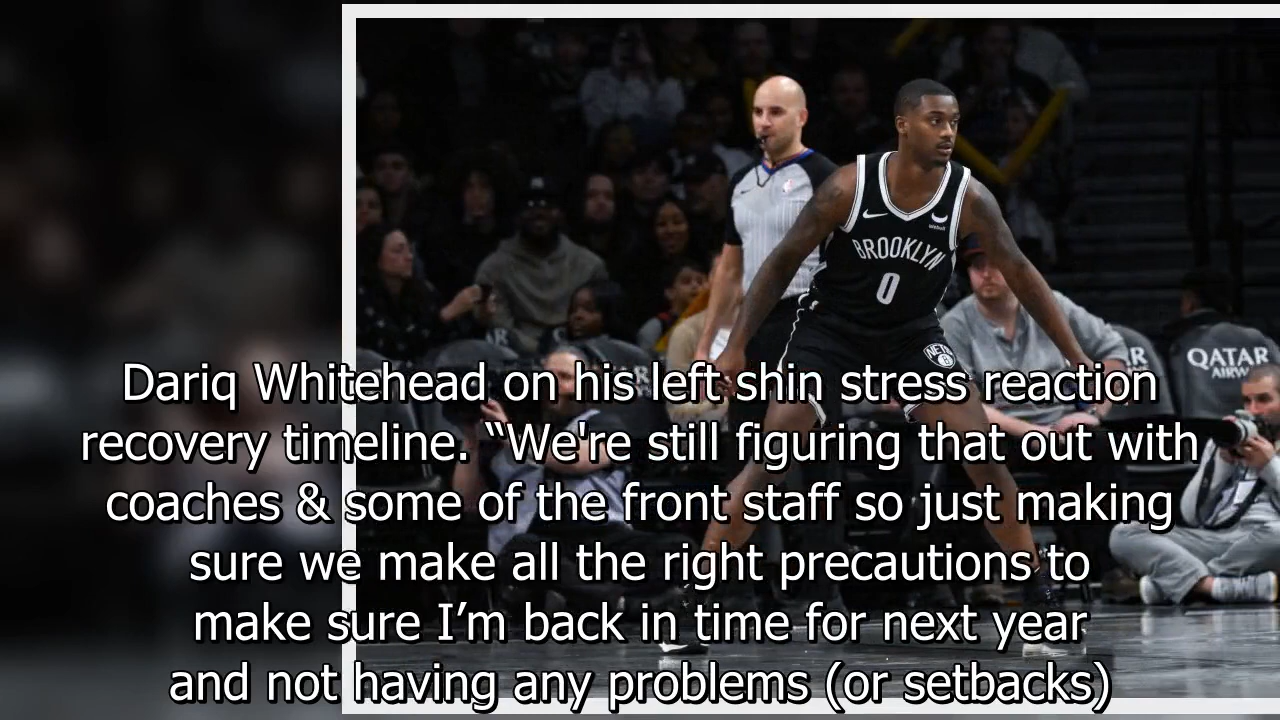 BROOKLYN
0
NETS
B
QATAR
AIRW
Dariq Whitehead on his left shin stress reaction
recovery timeline. “We're still figuring that out with
coaches & some of the front staff so just making
sure we make all the right precautions to
make sure I’m back in time for next year
and not having any problems (or setbacks)